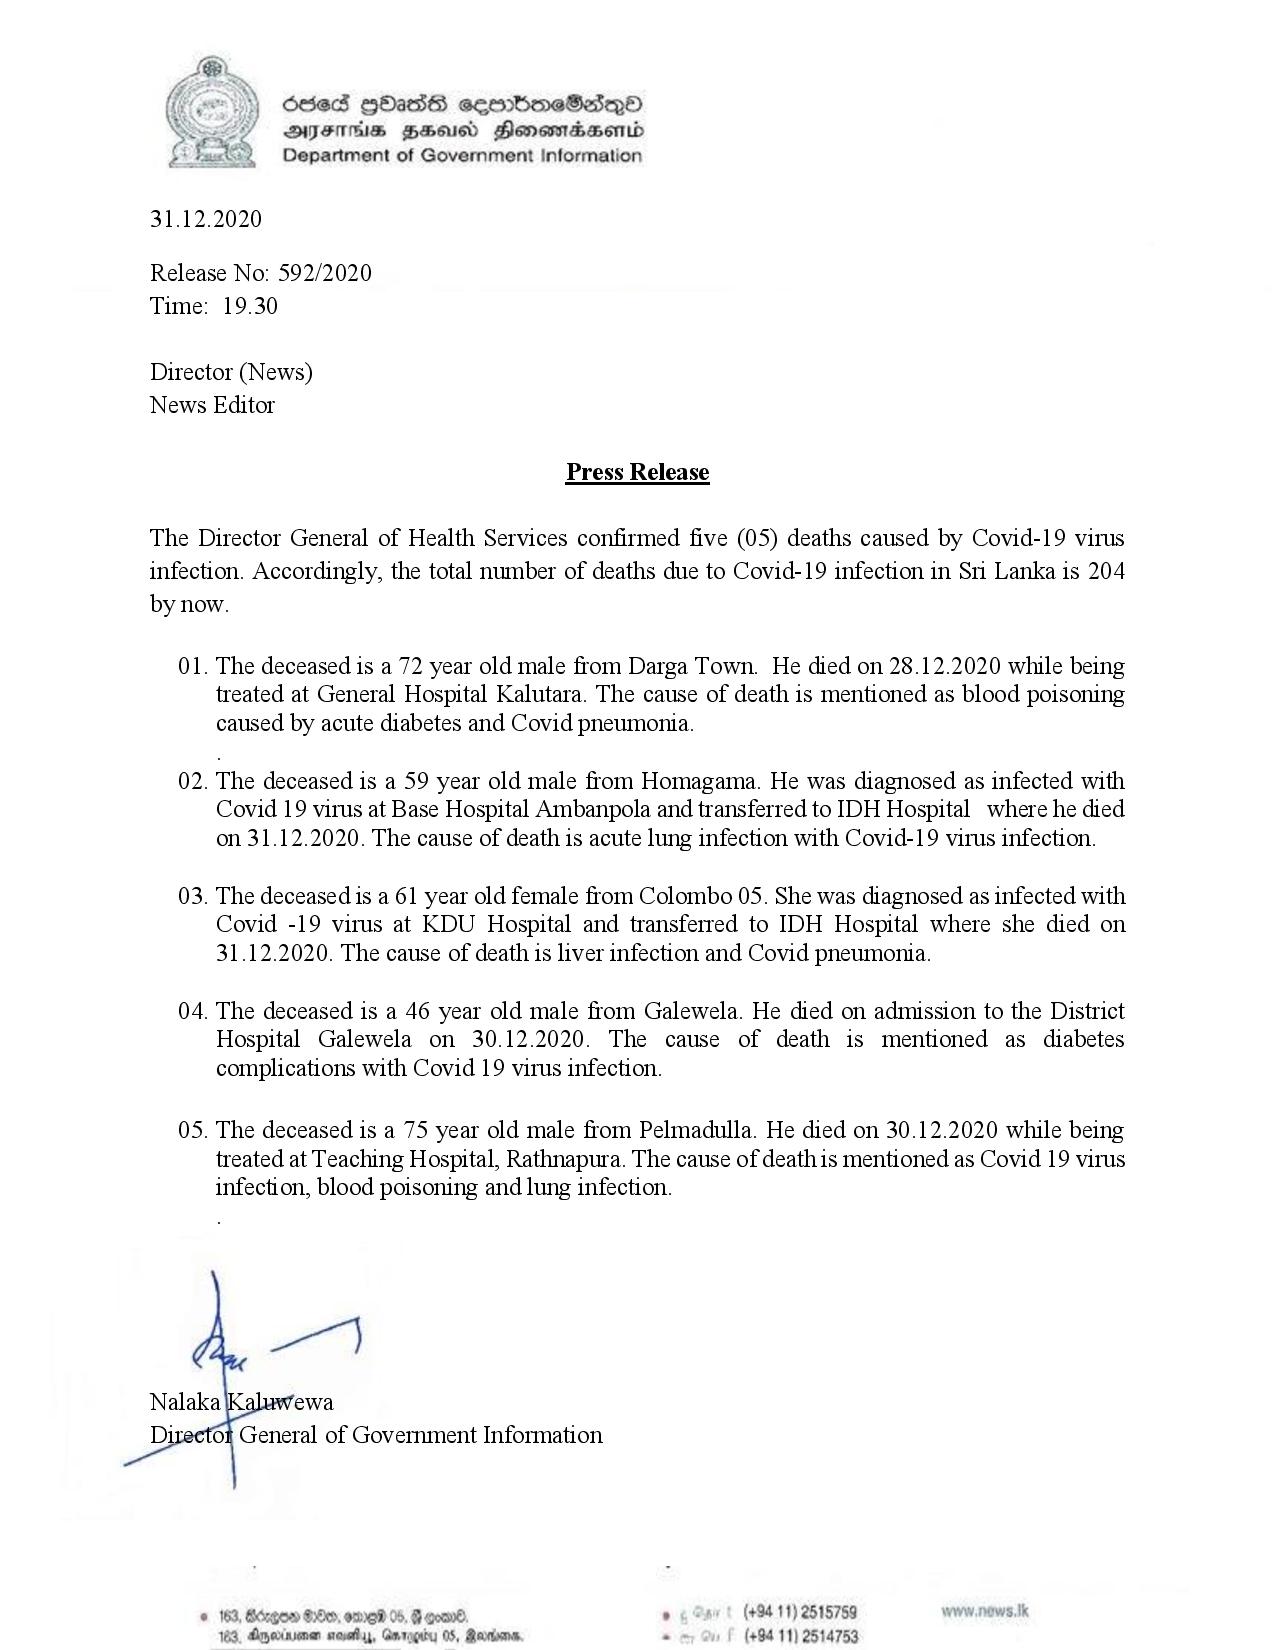 රජයේ ප්‍රවෘත්ති දෙපාර්තමේන්තුව
அரசாங்க தகவல் திணைக்களம்
Department of Government Information
31.12.2020
Release No: 592/2020
Time: 19.30
Director (News)
News Editor
Press Release
The Director General of Health Services confirmed five (05) deaths caused by Covid-19 virus
infection. Accordingly, the total number of deaths due to Covid-19 infection in Sri Lanka is 204
by now.
01. The deceased is a 72 year old male from Darga Town. He died on 28.12.2020 while being
treated at General Hospital Kalutara. The cause of death is mentioned as blood poisoning
caused by acute diabetes and Covid pneumonia.
.
02. The deceased is a 59 year old male from Homagama. He was diagnosed as infected with
Covid 19 virus at Base Hospital Ambanpola and transferred to IDH Hospital where he died
on 31.12.2020. The cause of death is acute lung infection with Covid-19 virus infection.
03. The deceased is a 61 year old female from Colombo 05. She was diagnosed as infected with
Covid -19 virus at KDU Hospital and transferred to IDH Hospital where she died on
31.12.2020. The cause of death is liver infection and Covid pneumonia.
04. The deceased is a 46 year old male from Galewela. He died on admission to the District
Hospital Galewela on 30.12.2020. The cause of death is mentioned as diabetes
complications with Covid 19 virus infection.
05. The deceased is a 75 year old male from Pelmadulla. He died on 30.12.2020 while being
treated at Teaching Hospital, Rathnapura. The cause of death is mentioned as Covid 19 virus
infection, blood poisoning and lung infection.
.
Nalaka Kaluwewa
Director General of Government Information
163, කිරුලපන මාවත, කොළඹ 05, ශ්‍රී ලංකාව.
163, கிருலப்பனை எவனியூ, கொழும்பு 05, இலங்கை.
(+94 11) 2515759
(+94 11) 2514753
www.news.lk